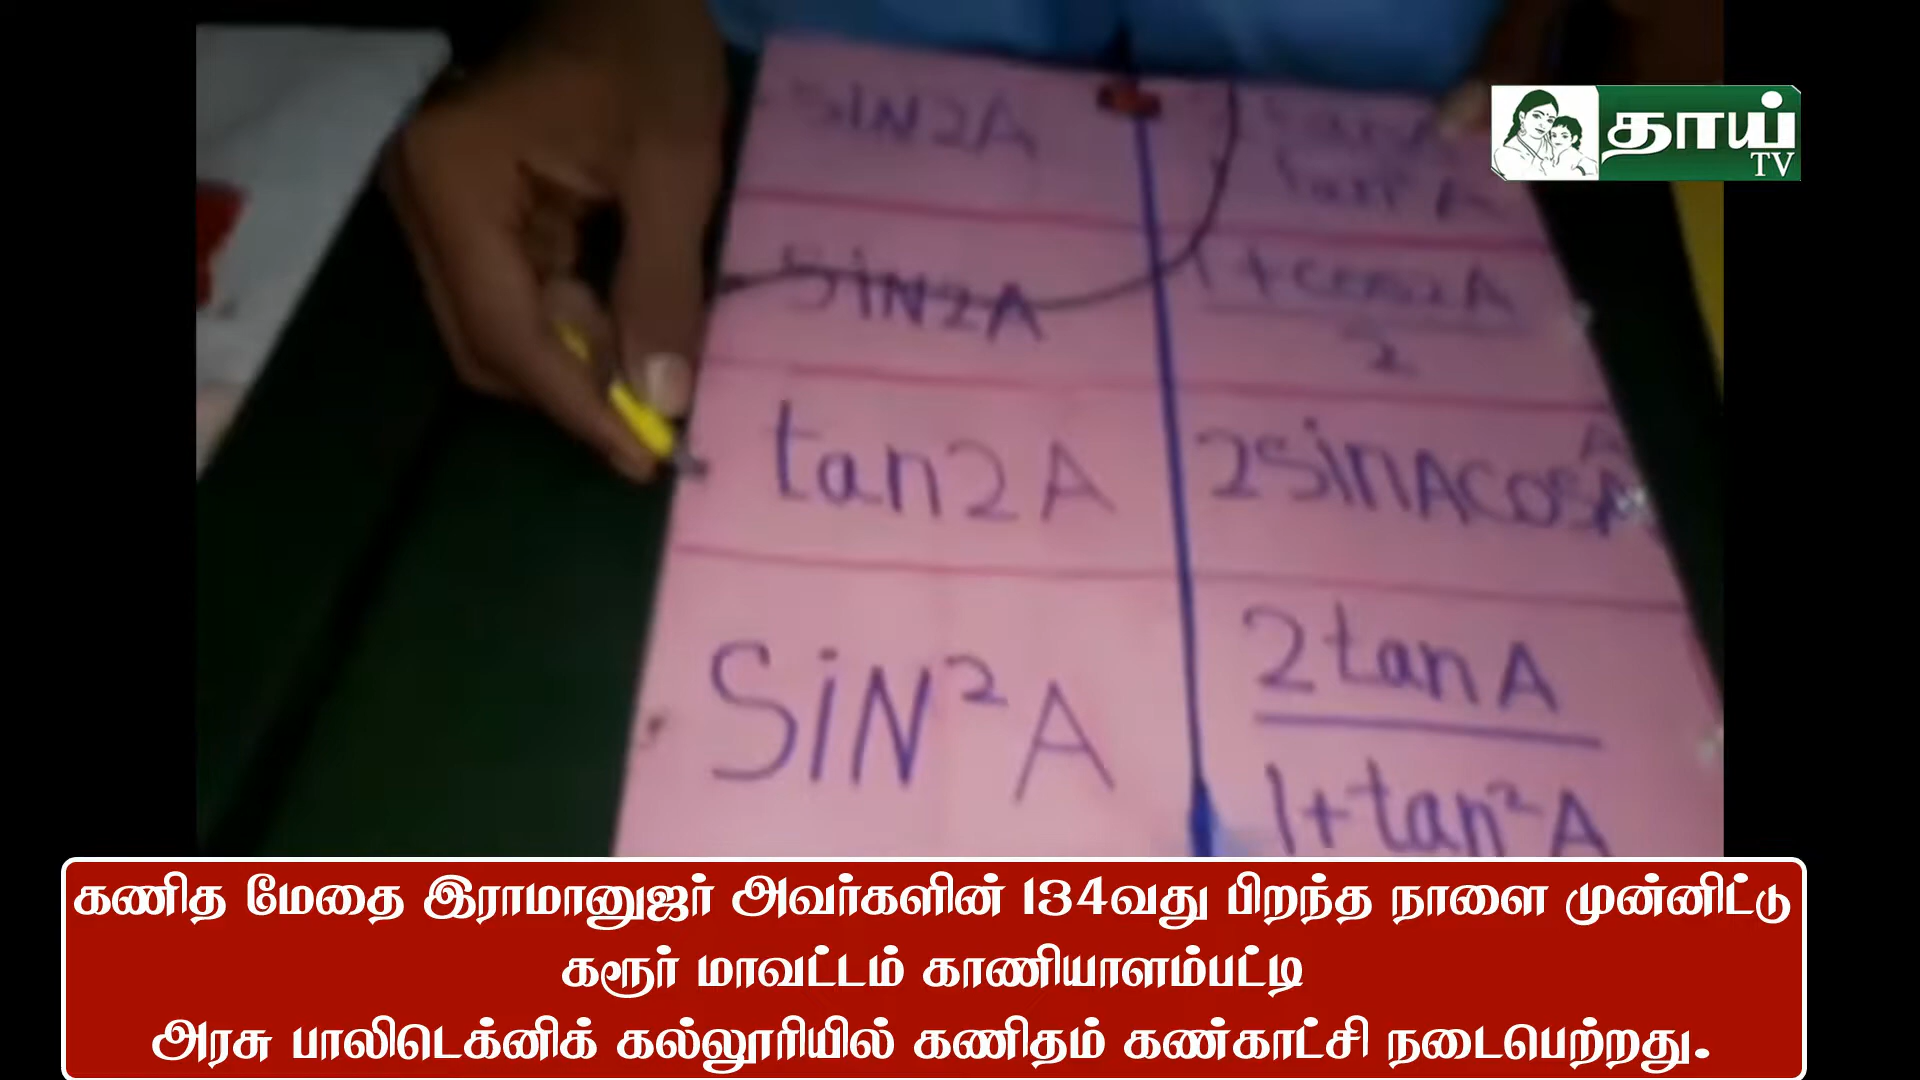 SIN2A
tan² A
தாய்
TV
SiN2A
1+cos2A
2
tan2A
2sinAcosA
SiN²A
2tanA
1+tan²A
கணித மேதை இராமானுஜர் அவர்களின் 134வது பிறந்த நாளை முன்னிட்டு
கரூர் மாவட்டம் காணியாளம்பட்டி
அரசு பாலிடெக்னிக் கல்லூரியில் கணிதம் கண்காட்சி நடைபெற்றது.